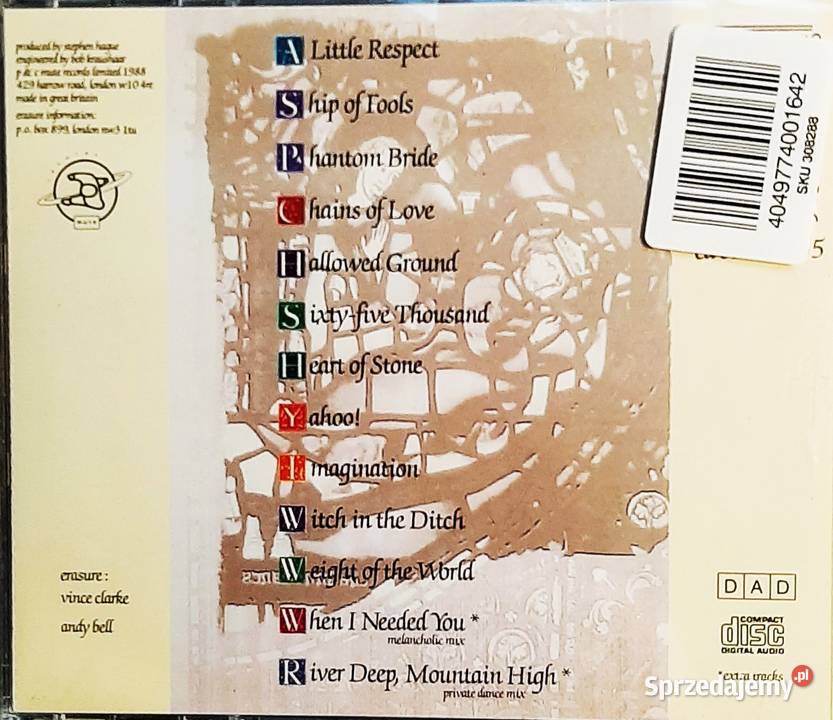 produced by stephen hague
engineered by bob kraushaar
p & c mute records limited 1988
429 harrow road, london w10 4re
made in great britain
erasure information:
p.o. box 899, london nw3 1tu
MUTE
A Little Respect
Ship of Fools
Phantom Bride
Chains of Love
Hallowed Ground
Sixty-five Thousand
Heart of Stone
Yahoo!
Imagination
Witch in the Ditch
Weight of the World
When I Needed You *
melancholic mix
River Deep, Mountain High *
private dance mix
erasure :
vince clarke
andy bell
4049774001642
SKU 308288
5
DAD
COMPACT
disc
DIGITAL AUDIO
*extra tracks
Sprzedajemy.pl